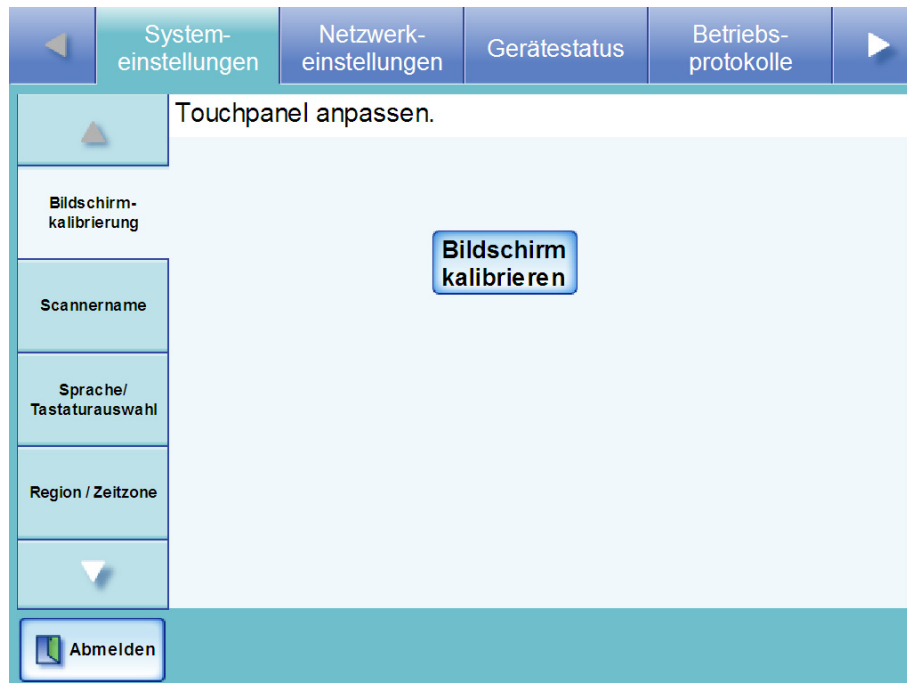 System-
einstellungen
Netzwerk-
einstellungen
Gerätestatus
Betriebs-
protokolle
Touchpanel anpassen.
Bildschirm-
kalibrierung
Bildschirm
kalibrieren
Scannername
Sprache/
Tastaturauswahl
Region / Zeitzone
Abmelden